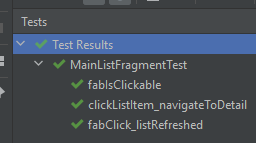 Tests
Test Results
MainListFragmentTest
fabIsClickable
clickListItem_navigateToDetail
fabClick_listRefreshed